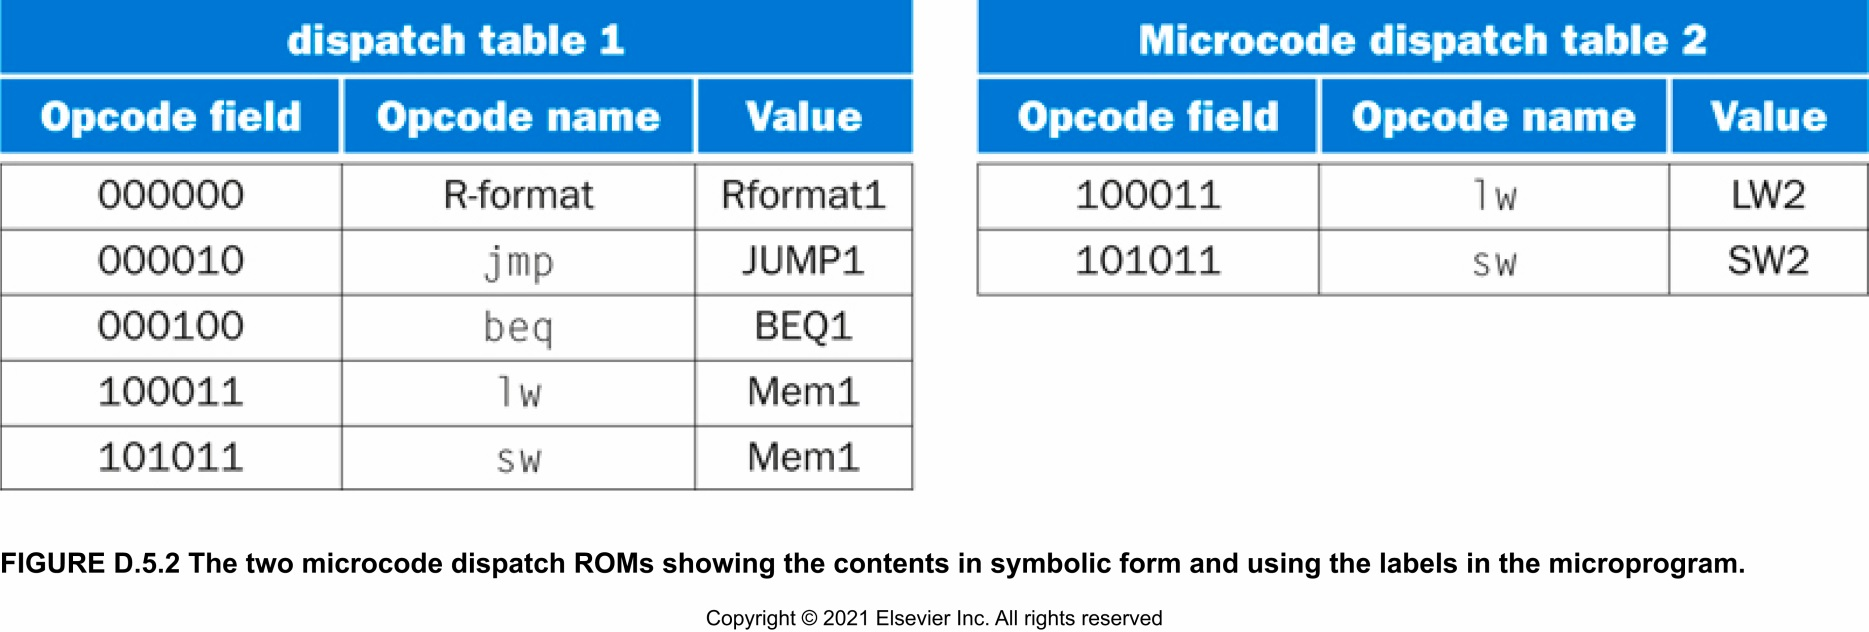 dispatch table 1
Opcode field Opcode name Value
000000 R-format Rformat1
000010 jmp JUMP1
000100 beq BEQ1
100011 lw Mem1
101011 sw Mem1
Microcode dispatch table 2
Opcode field Opcode name Value
100011 lw LW2
101011 sw SW2
FIGURE D.5.2 The two microcode dispatch ROMs showing the contents in symbolic form and using the labels in the microprogram.
Copyright © 2021 Elsevier Inc. All rights reserved